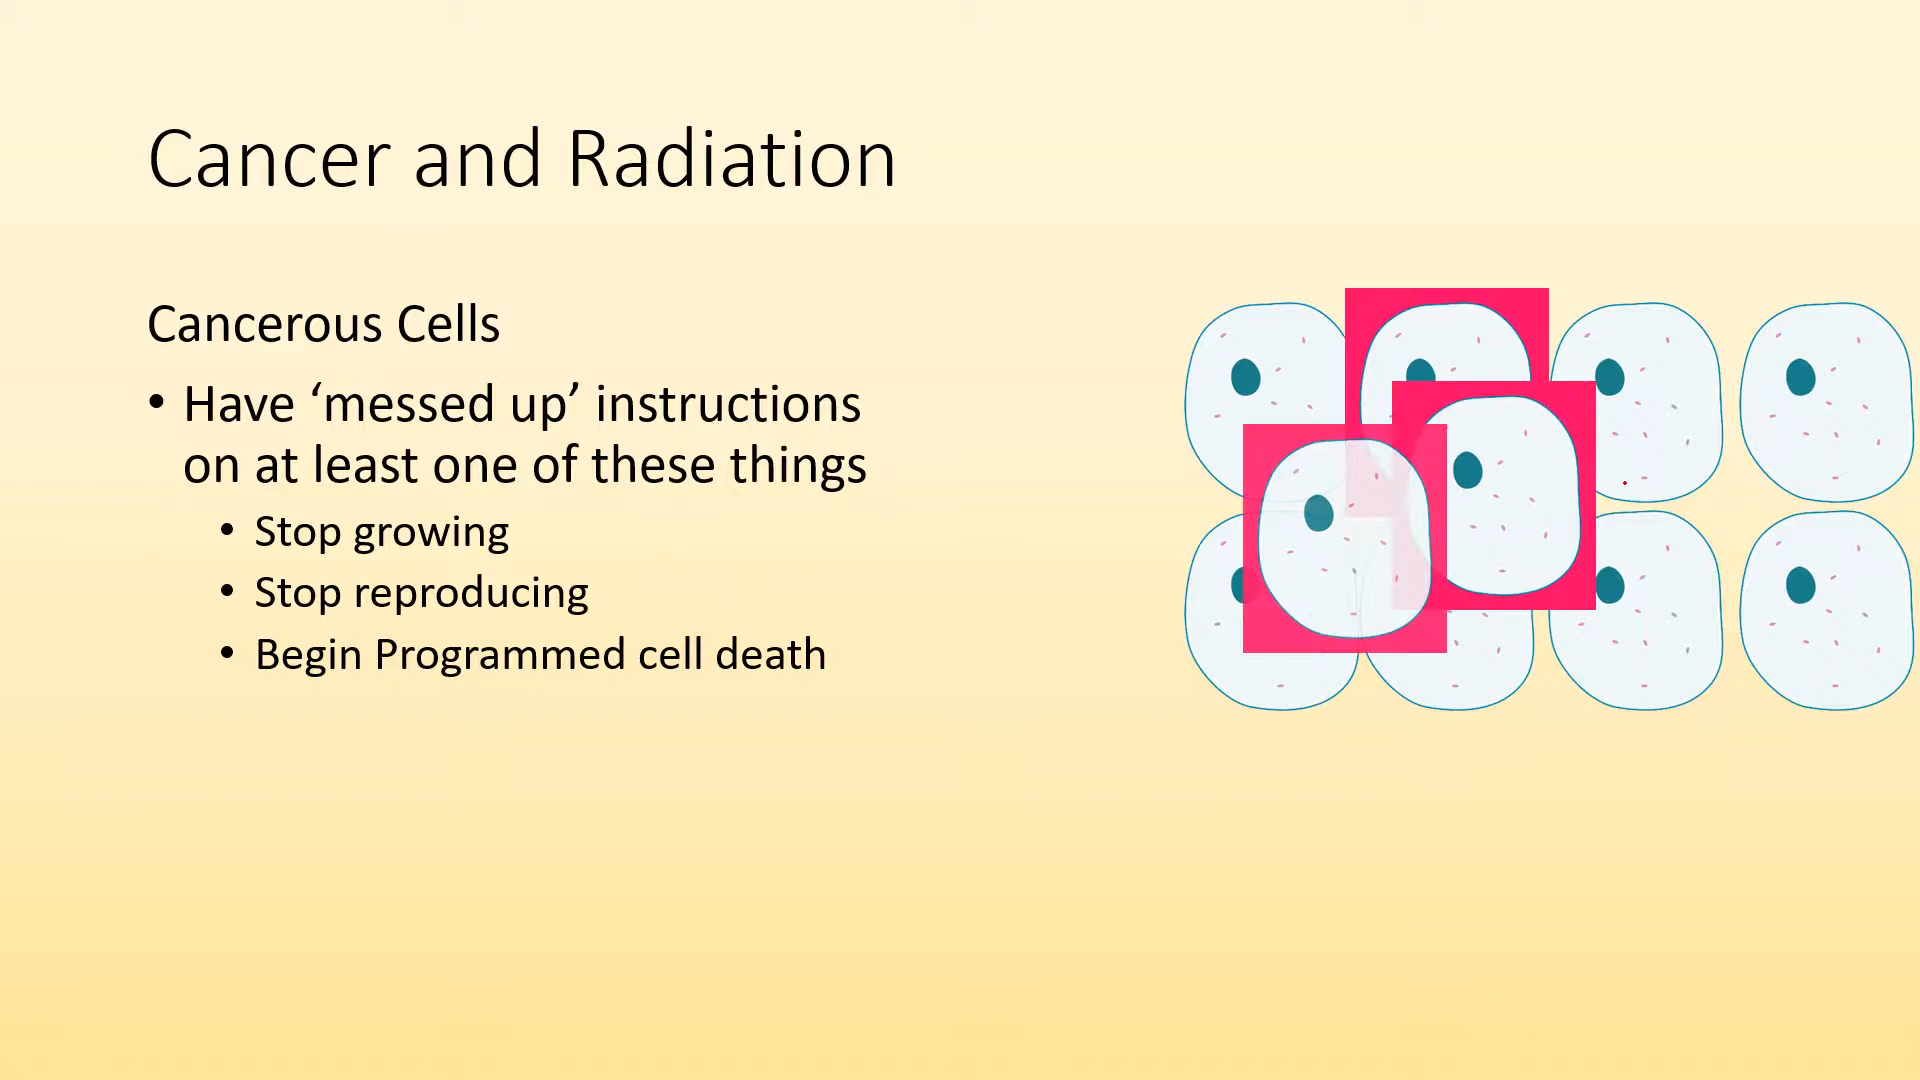 Cancer and Radiation
Cancerous Cells
• Have ‘messed up’ instructions
on at least one of these things
• Stop growing
• Stop reproducing
• Begin Programmed cell death